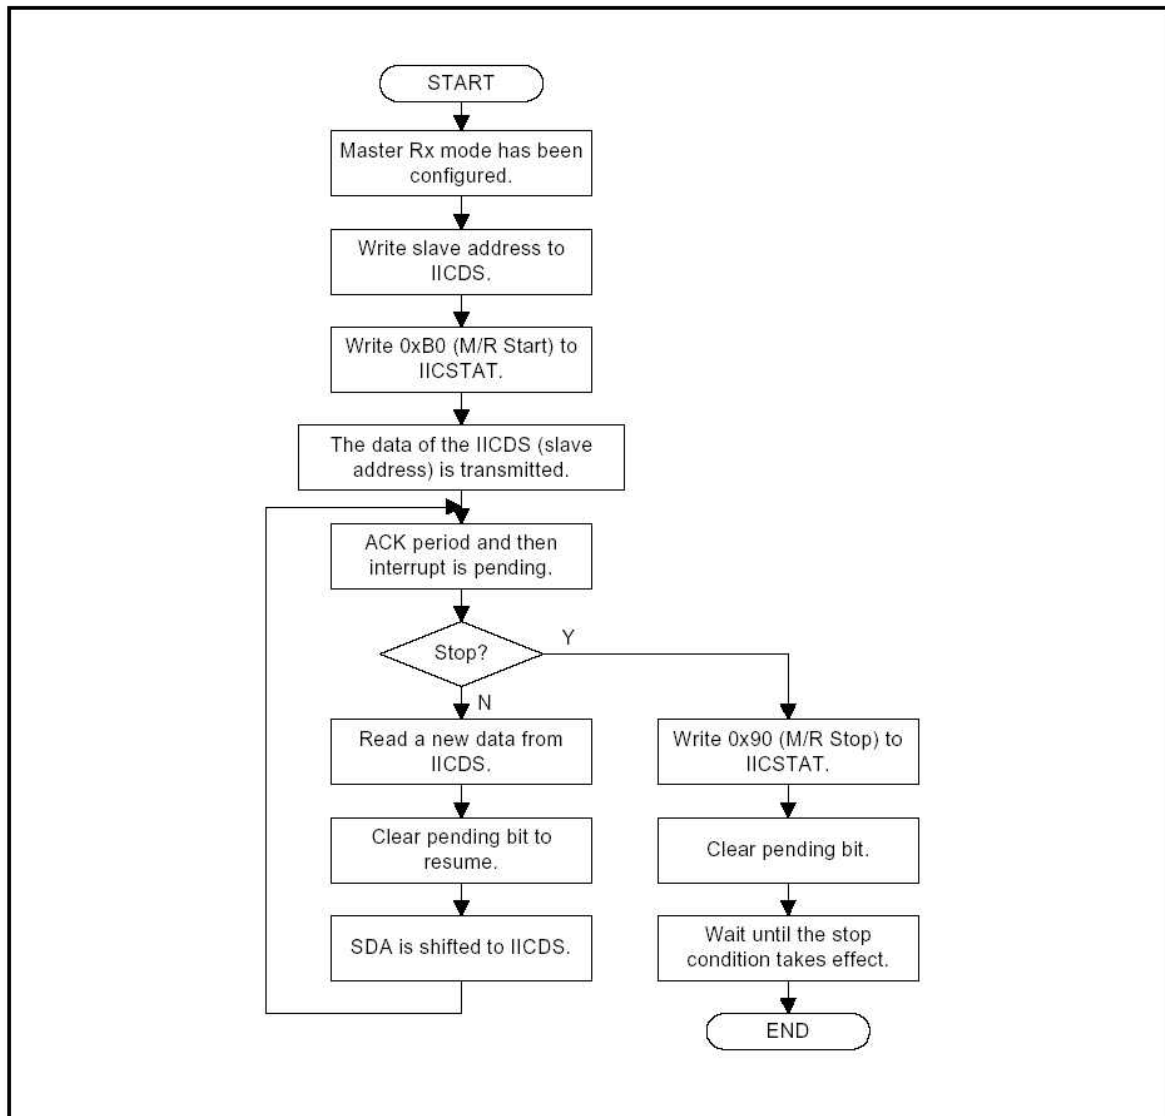 START
Master Rx mode has been
configured.
Write slave address to
IICDS.
Write 0xB0 (M/R Start) to
IICSTAT.
The data of the IICDS (slave
address) is transmitted.
ACK period and then
interrupt is pending.
Stop?
Y
N
Read a new data from
IICDS.
Clear pending bit to
resume.
SDA is shifted to IICDS.
Write 0x90 (M/R Stop) to
IICSTAT.
Clear pending bit.
Wait until the stop
condition takes effect.
END